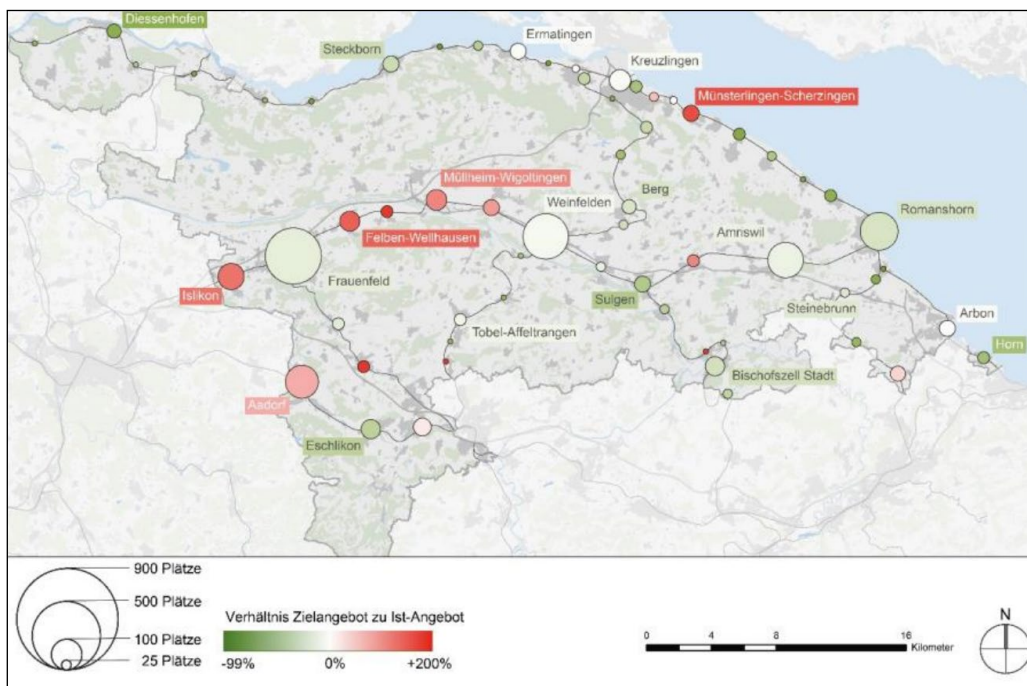 Diessenhofen
Steckborn
Ermatingen
Kreuzlingen
Münsterlingen-Scherzingen
Müllheim-Wigoltingen
Berg
Weinfelden
Romanshorn
Felben-Wellhausen
Amriswil
Islikon
Frauenfeld
Sulgen
Steinebrunn
Arbon
Tobel-Affeltrangen
Horn
Bischofszell Stadt
Aadorf
Eschlikon
900 Plätze
500 Plätze
100 Plätze
25 Plätze
Verhältnis Zielangebot zu Ist-Angebot
-99% 0% +200%
0 4 8 16
Kilometer
N